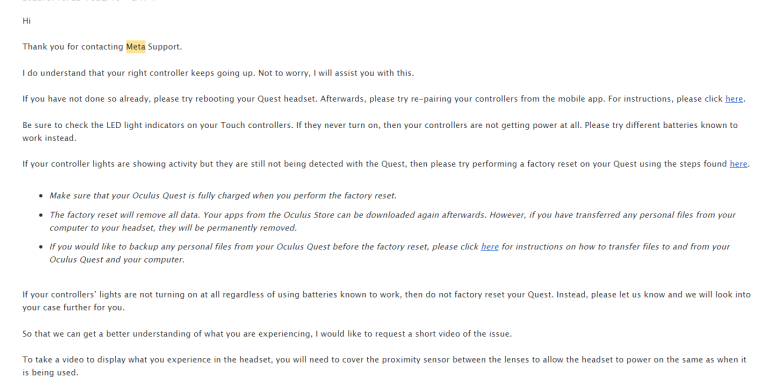 Hi
Thank you for contacting Meta Support.
I do understand that your right controller keeps going up. Not to worry, I will assist you with this.
If you have not done so already, please try rebooting your Quest headset. Afterwards, please try re-pairing your controllers from the mobile app. For instructions, please click here.
Be sure to check the LED light indicators on your Touch controllers. If they never turn on, then your controllers are not getting power at all. Please try different batteries known to
work instead.
If your controller lights are showing activity but they are still not being detected with the Quest, then please try performing a factory reset on your Quest using the steps found here.
• Make sure that your Oculus Quest is fully charged when you perform the factory reset.
• The factory reset will remove all data. Your apps from the Oculus Store can be downloaded again afterwards. However, if you have transferred any personal files from your
computer to your headset, they will be permanently removed.
• If you would like to backup any personal files from your Oculus Quest before the factory reset, please click here for instructions on how to transfer files to and from your
Oculus Quest and your computer.
If your controllers' lights are not turning on at all regardless of using batteries known to work, then do not factory reset your Quest. Instead, please let us know and we will look into
your case further for you.
So that we can get a better understanding of what you are experiencing, I would like to request a short video of the issue.
To take a video to display what you experience in the headset, you will need to cover the proximity sensor between the lenses to allow the headset to power on the same as when it
is being used.